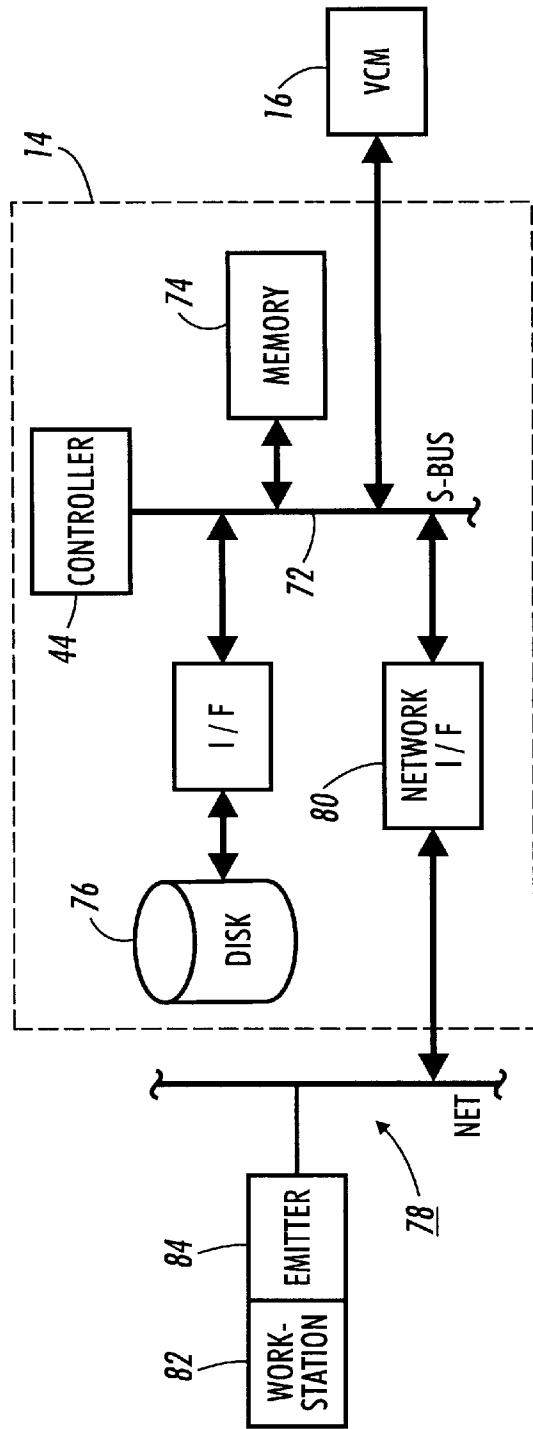 14
44
CONTROLLER
74
MEMORY
16
VCM
76
DISK
I / F
72
S-BUS
80
NETWORK
I / F
82
WORK-
STATION
84
EMITTER
NET
78